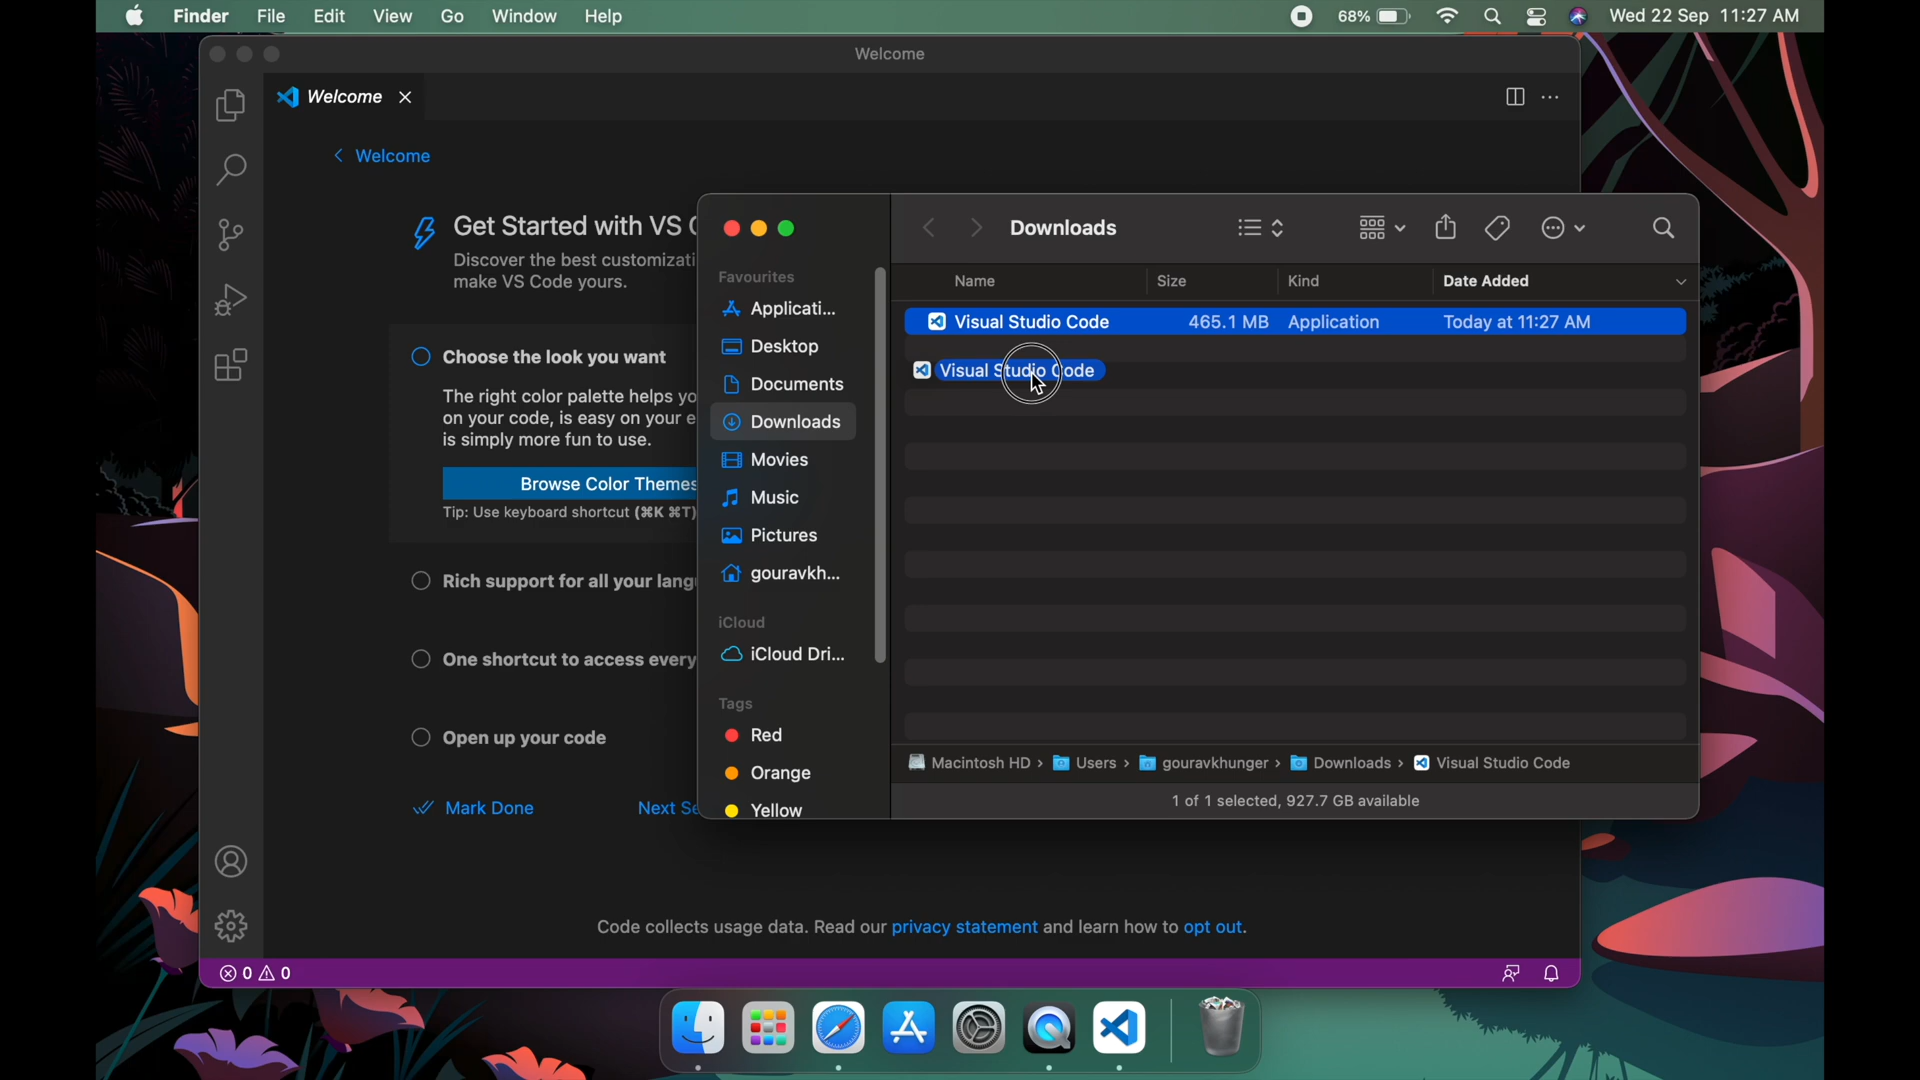 Finder File Edit View Go Window Help 68% Wed 22 Sep 11:27 AM
Welcome
Welcome
Welcome
Get Started with VS C
Discover the best customizati
make VS Code yours.
Choose the look you want
The right color palette helps yo
on your code, is easy on your e
is simply more fun to use.
Browse Color Themes
Tip: Use keyboard shortcut (⌘K ⌘T)
Rich support for all your langu
One shortcut to access every
Open up your code
Mark Done Next Se
Code collects usage data. Read our privacy statement and learn how to opt out.
0 0
Downloads
Favourites
Applicati...
Desktop
Documents
Downloads
Movies
Music
Pictures
gouravkh...
iCloud
iCloud Dri...
Tags
Red
Orange
Yellow
Name Size Kind Date Added
Visual Studio Code 465.1 MB Application Today at 11:27 AM
Visual Studio Code
Macintosh HD › Users › gouravkhunger › Downloads › Visual Studio Code
1 of 1 selected, 927.7 GB available